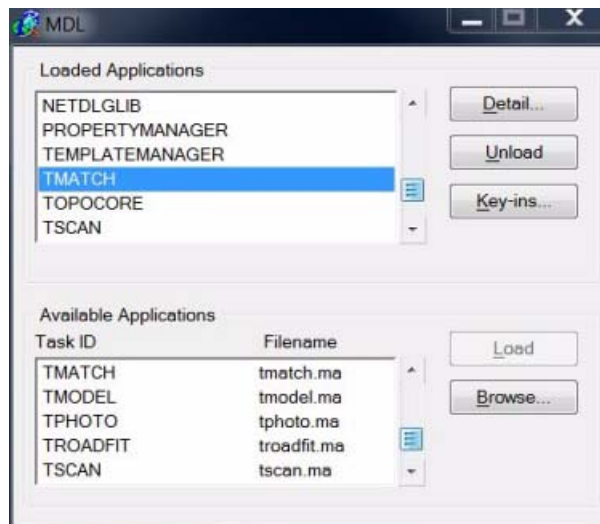 MDL
Loaded Applications
NETDLGLIB
PROPERTYMANAGER
TEMPLATEMANAGER
TMATCH
TOPOCORE
TSCAN
Detail...
Unload
Key-ins...
Available Applications
Task ID Filename
TMATCH tmatch.ma
TMODEL tmodel.ma
TPHOTO tphoto.ma
TROADFIT troadfit.ma
TSCAN tscan.ma
Load
Browse...